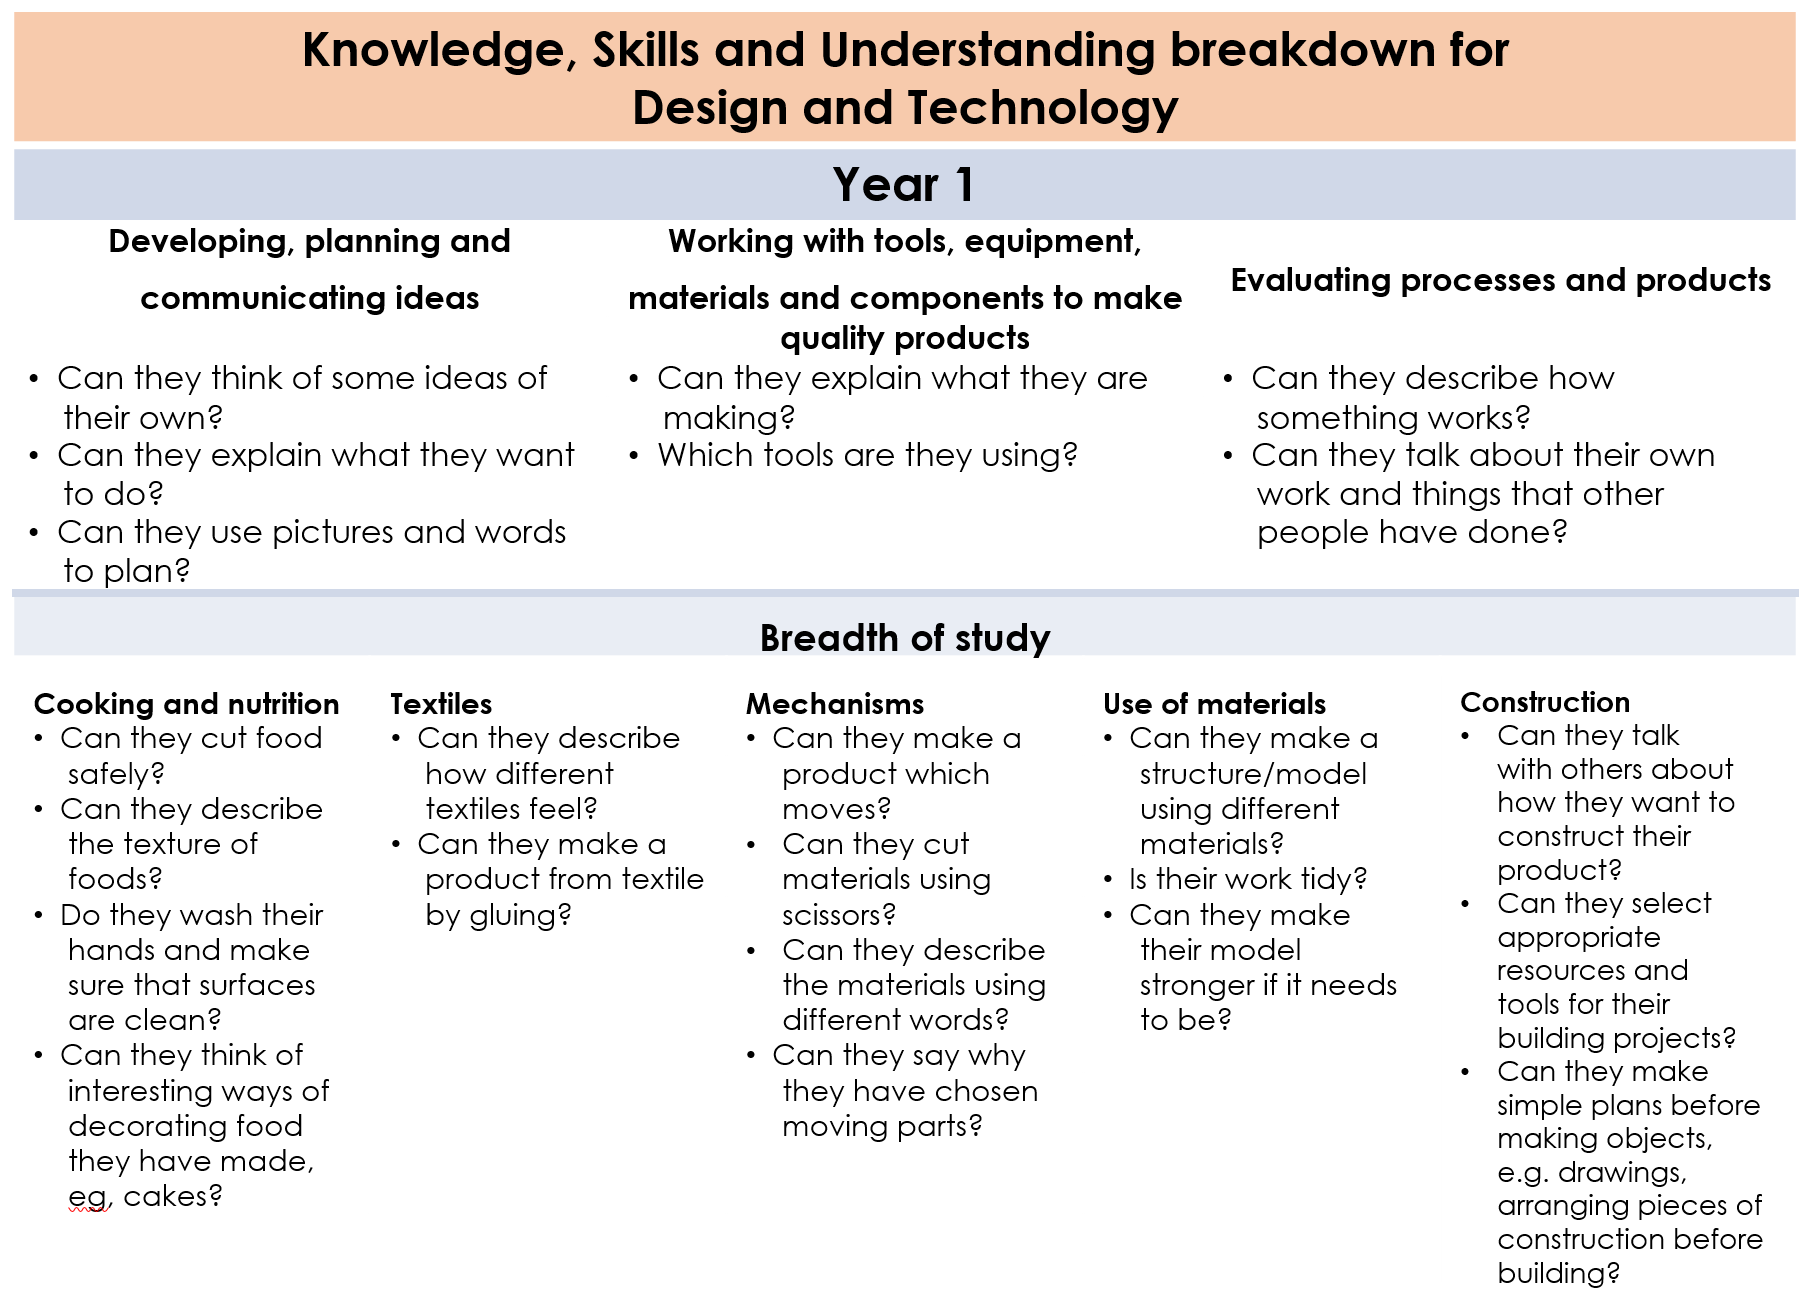 Knowledge, Skills and Understanding breakdown for
Design and Technology
Year 1
Developing, planning and
communicating ideas
• Can they think of some ideas of
their own?
• Can they explain what they want
to do?
• Can they use pictures and words
to plan?
Working with tools, equipment,
materials and components to make
quality products
• Can they explain what they are
making?
• Which tools are they using?
Evaluating processes and products
• Can they describe how
something works?
• Can they talk about their own
work and things that other
people have done?
Breadth of study
Cooking and nutrition
• Can they cut food
safely?
• Can they describe
the texture of
foods?
• Do they wash their
hands and make
sure that surfaces
are clean?
• Can they think of
interesting ways of
decorating food
they have made,
eg, cakes?
Textiles
• Can they describe
how different
textiles feel?
• Can they make a
product from textile
by gluing?
Mechanisms
• Can they make a
product which
moves?
• Can they cut
materials using
scissors?
• Can they describe
the materials using
different words?
• Can they say why
they have chosen
moving parts?
Use of materials
• Can they make a
structure/model
using different
materials?
• Is their work tidy?
• Can they make
their model
stronger if it needs
to be?
Construction
• Can they talk
with others about
how they want to
construct their
product?
• Can they select
appropriate
resources and
tools for their
building projects?
• Can they make
simple plans before
making objects,
e.g. drawings,
arranging pieces of
construction before
building?